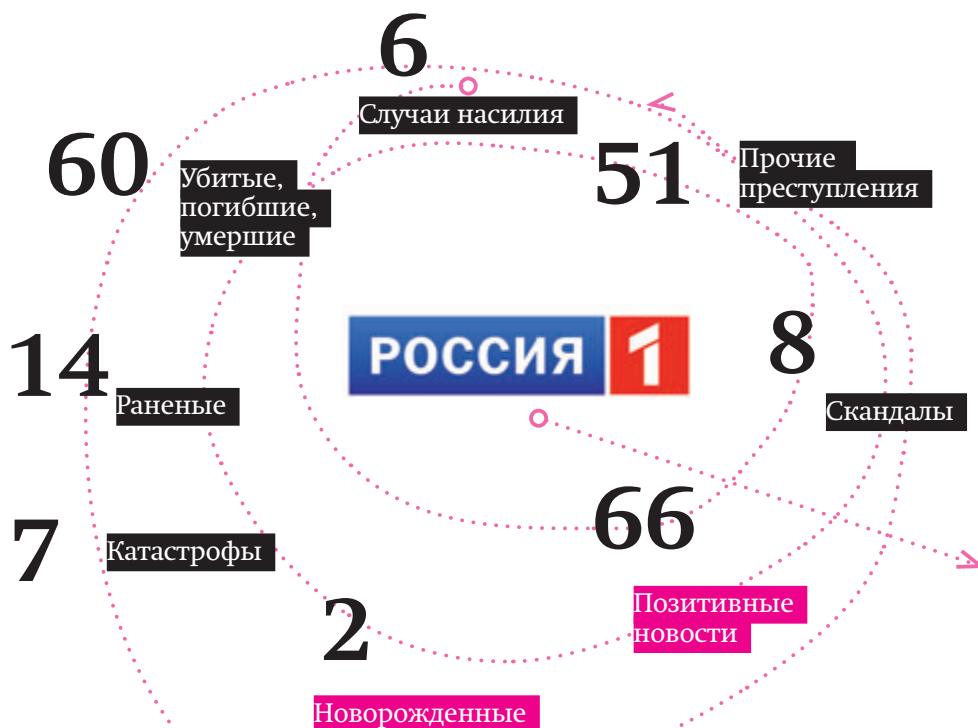 6
Случаи насилия
60
Убитые,
погибшие,
умершие
51
Прочие
преступления
РОССИЯ 1
14
Раненые
8
Скандалы
7
Катастрофы
66
Позитивные
новости
2
Новорожденные